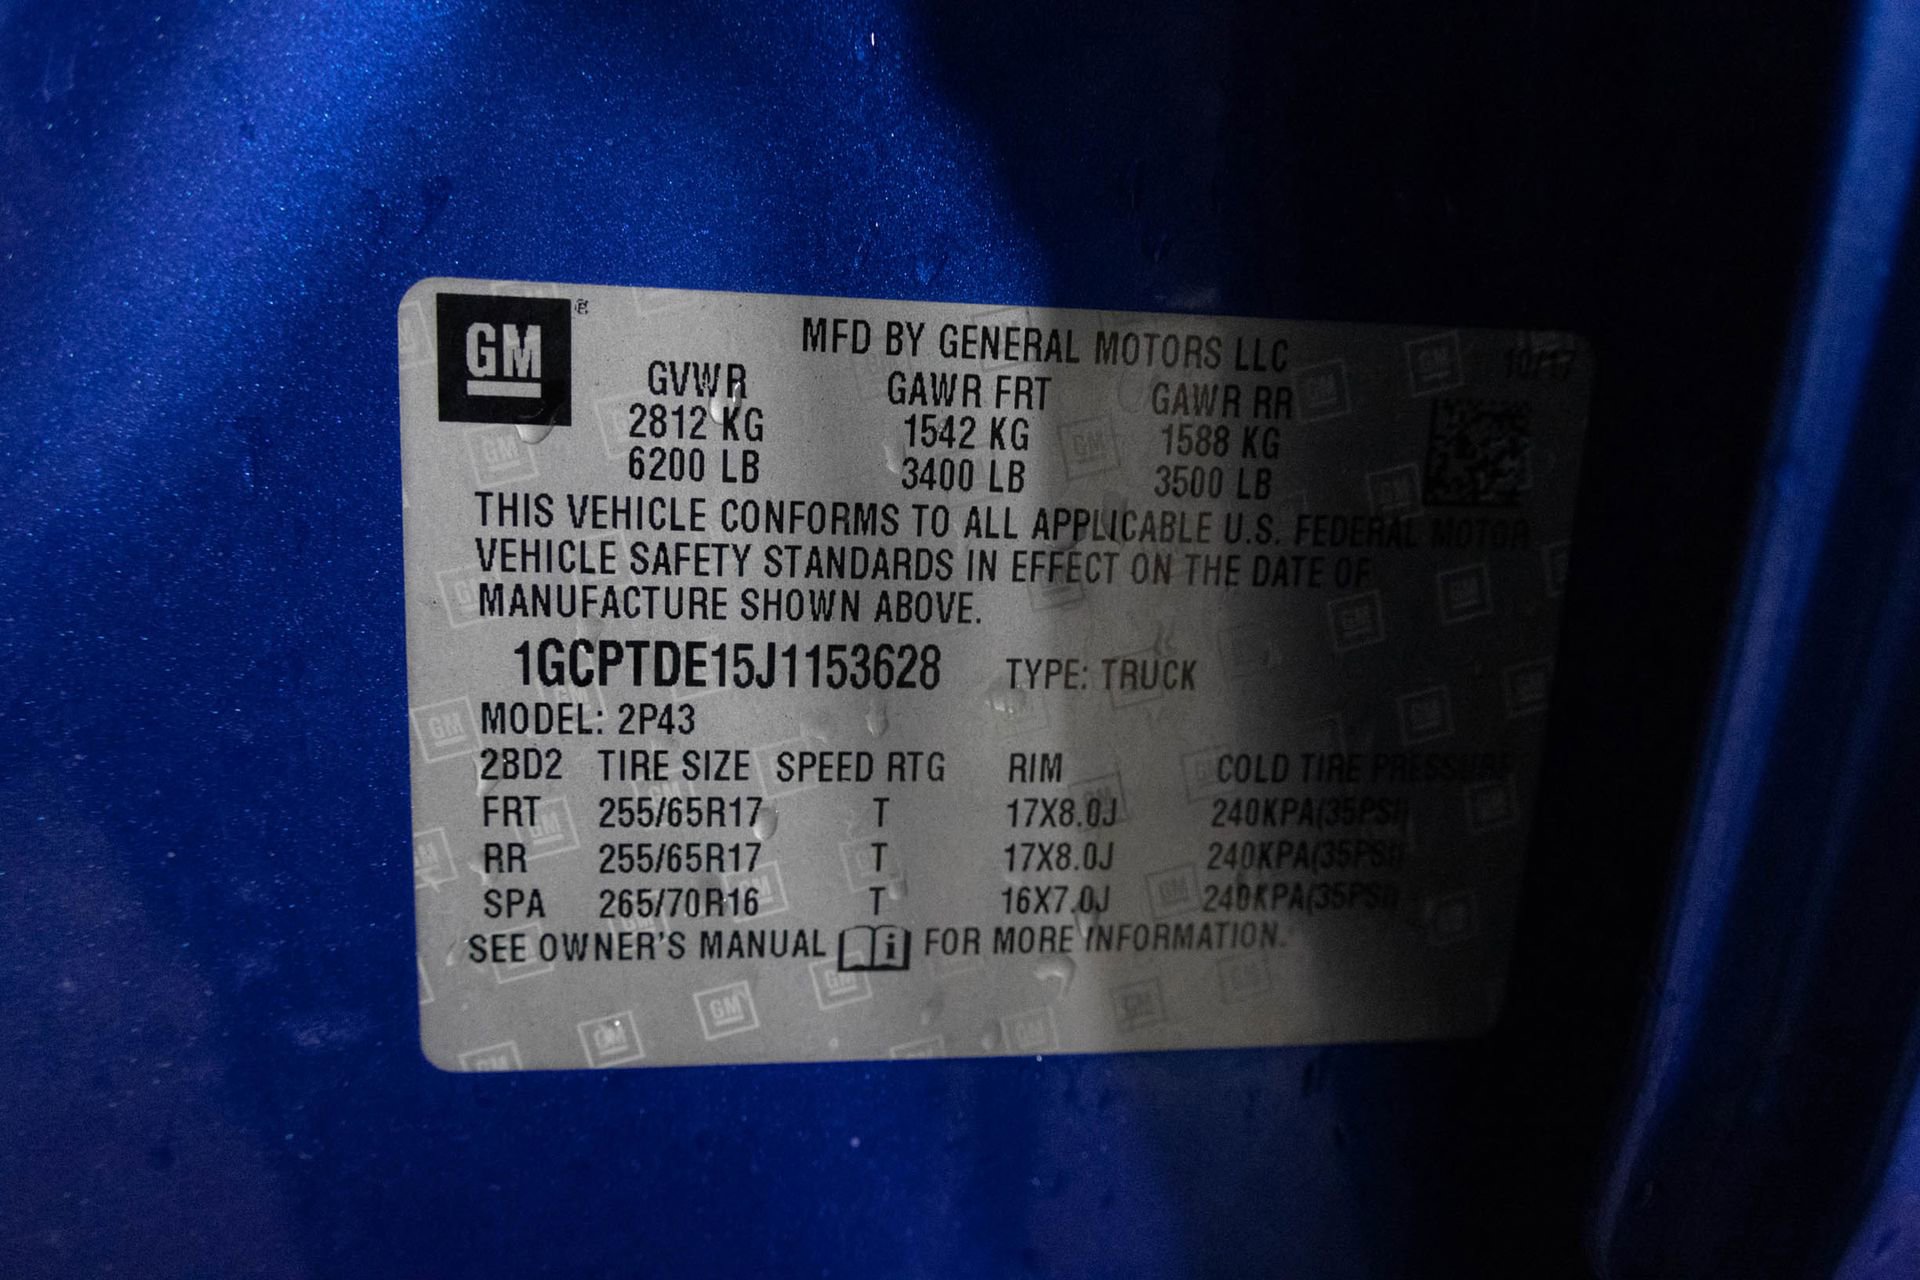 GM
MFD BY GENERAL MOTORS LLC 10/17
GVWR GAWR FRT GAWR RR
2812 KG 1542 KG 1588 KG
6200 LB 3400 LB 3500 LB
THIS VEHICLE CONFORMS TO ALL APPLICABLE U.S. FEDERAL MOTOR
VEHICLE SAFETY STANDARDS IN EFFECT ON THE DATE OF
MANUFACTURE SHOWN ABOVE.
1GCPTDE15J1153628 TYPE: TRUCK
MODEL: 2P43
2BD2 TIRE SIZE SPEED RTG RIM COLD TIRE PRESSURE
FRT 255/65R17 T 17X8.0J 240KPA(35PSI)
RR 255/65R17 T 17X8.0J 240KPA(35PSI)
SPA 265/70R16 T 16X7.0J 240KPA(35PSI)
SEE OWNER'S MANUAL i FOR MORE INFORMATION.